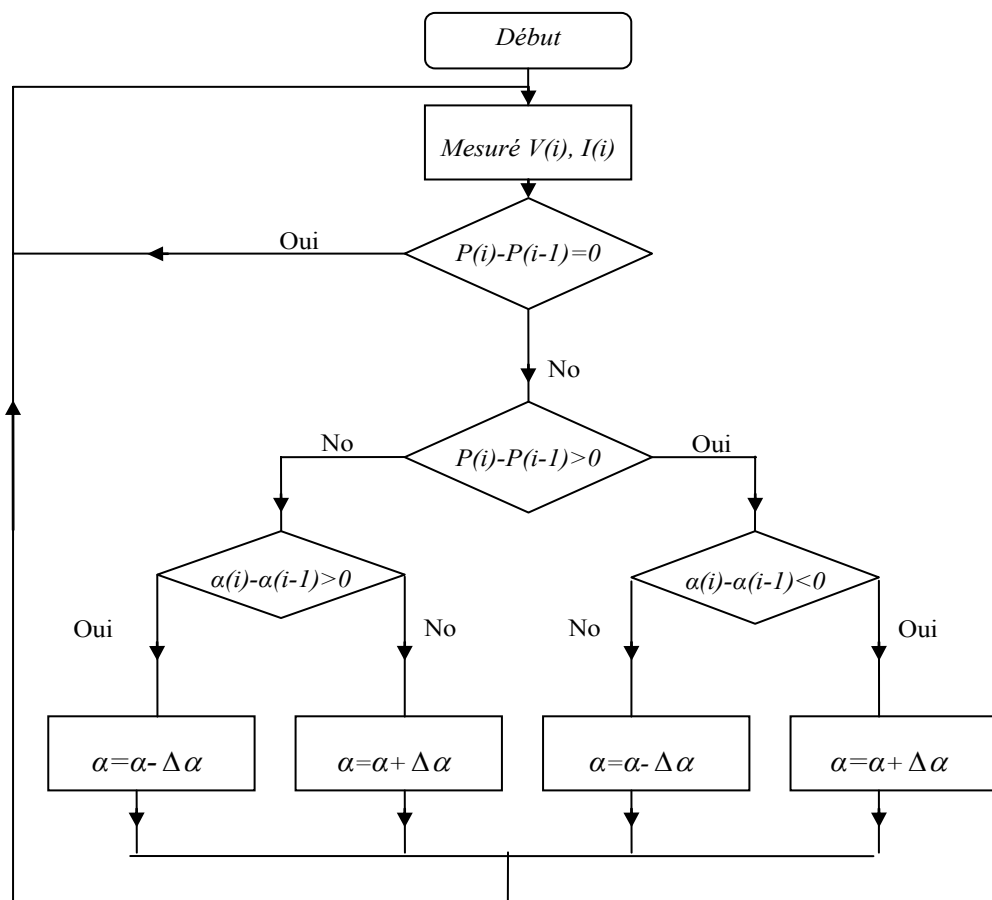 Début
Mesuré V(i), I(i)
Oui
P(i)-P(i-1)=0
No
No
P(i)-P(i-1)>0
Oui
α(i)-α(i-1)>0
α(i)-α(i-1)<0
Oui
No
No
Oui
α=α- Δα
α=α+ Δα
α=α- Δα
α=α+ Δα